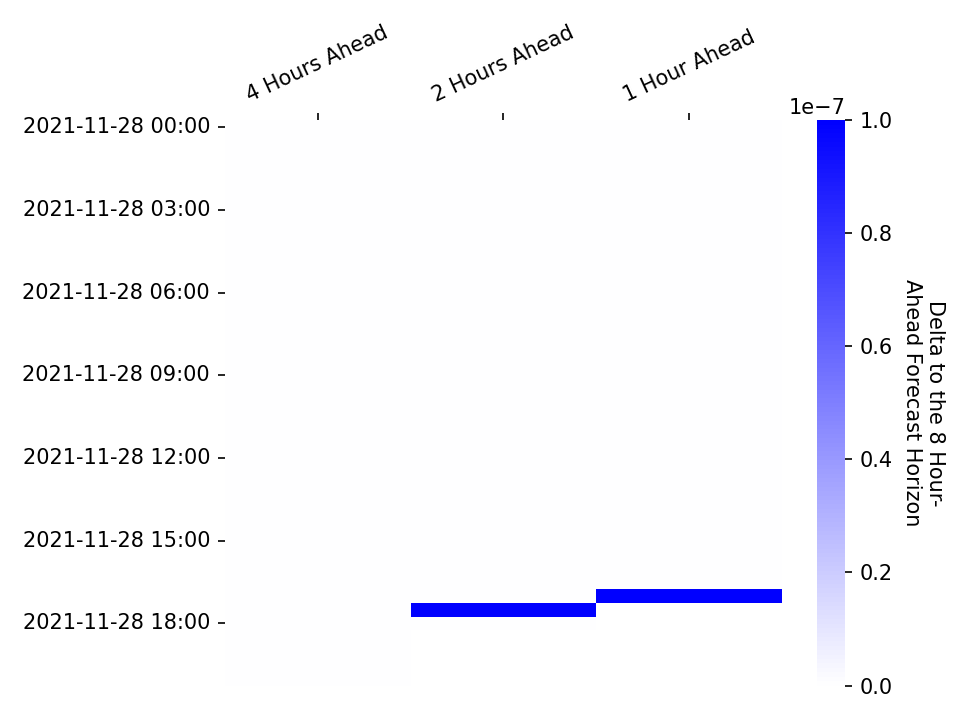 4 Hours Ahead
2 Hours Ahead
1 Hour Ahead
1e−7
2021-11-28 00:00
2021-11-28 03:00
2021-11-28 06:00
2021-11-28 09:00
2021-11-28 12:00
2021-11-28 15:00
2021-11-28 18:00
1.0
0.8
0.6
0.4
0.2
0.0
Delta to the 8 Hour-
Ahead Forecast Horizon